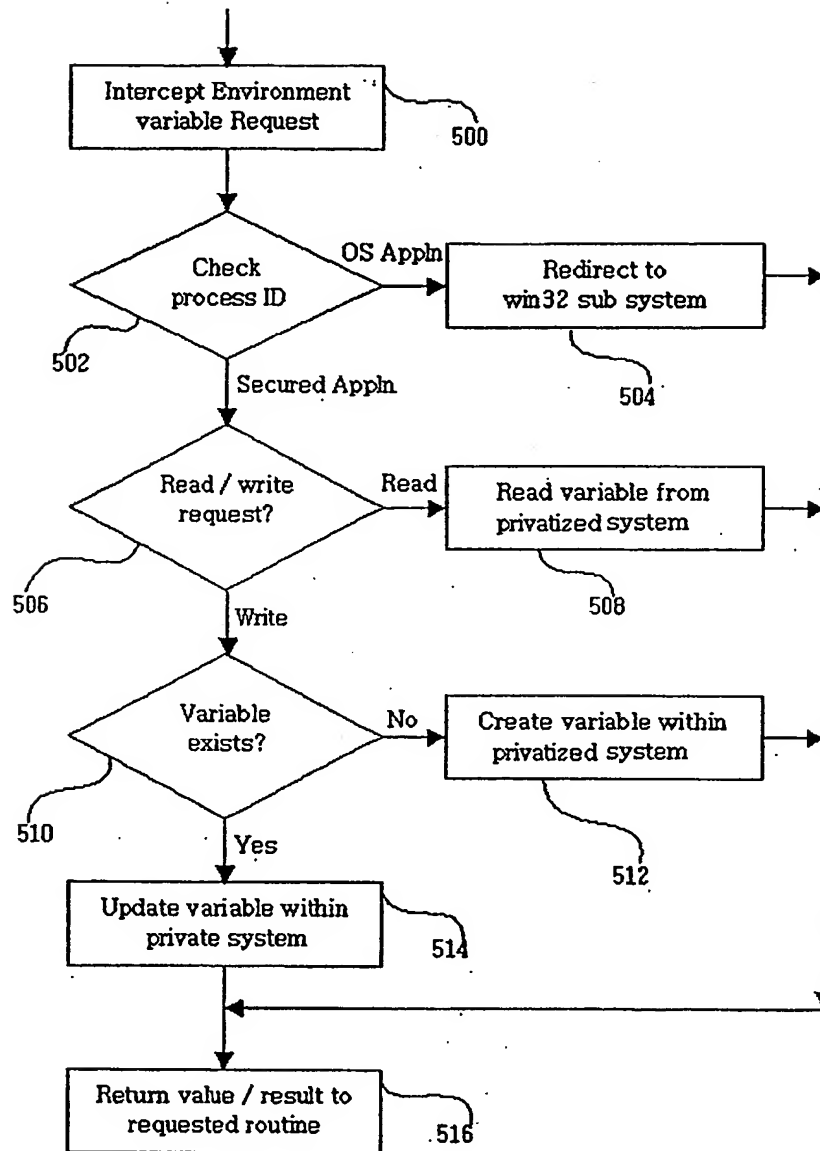 Intercept Environment
variable Request
500
Check
process ID
OS Appln
Redirect to
win32 sub system
502
504
Secured Appln
Read / write
request?
Read
Read variable from
privatized system
506
508
Write
Variable
exists?
No
Create variable within
privatized system
510
512
Yes
Update variable within
private system
514
Return value / result to
requested routine
516